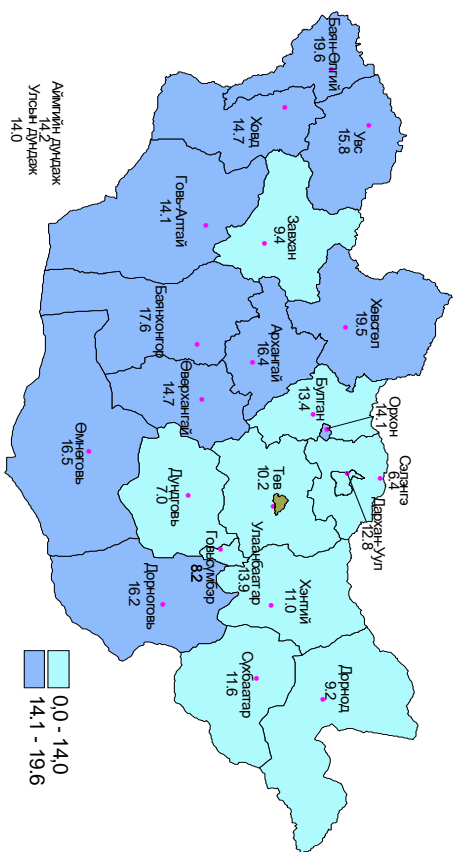 Баян-Өлгий
19.6
Увс
15.8
Ховд
14.7
Говь-Алтай
14.1
Завхан
9.4
Хөвсгөл
19.5
Архангай
16.4
Баянхонгор
17.6
Өвөрхангай
14.7
Булган
13.4
Орхон
14.1
Сэлэнгэ
6.4
Дархан-Уул
12.8
Төв
10.2
Улаанбаатар
13.9
Дундговь
7.0
Говьсүмбэр
8.2
Өмнөговь
16.5
Дорноговь
16.2
Хэнтий
11.0
Сүхбаатар
11.6
Дорнод
9.2
Аймгийн дундаж
14.2
Улсын дундаж
14.0
0,0 - 14,0
14.1 - 19.6